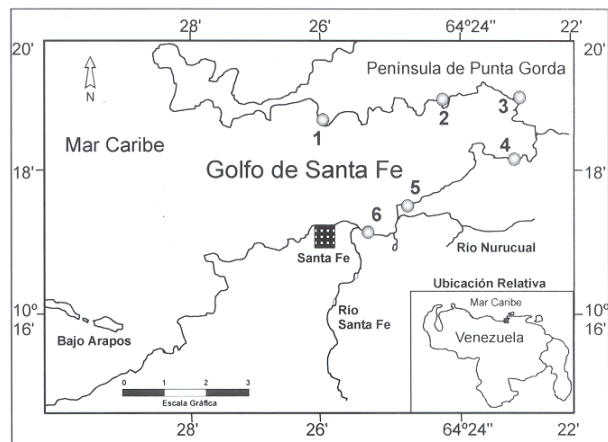 28'
26'
64º24'
22'
20'
20'
Península de Punta Gorda
N
1
2
3
Mar Caribe
4
Golfo de Santa Fe
18'
18'
5
6
Río Nurucual
Santa Fe
Ubicación Relativa
Mar Caribe
10º
16'
10º
16'
Río
Santa Fe
Venezuela
Bajo Arapos
0 1 2 3
Escala Gráfica
28'
26'
64º24'
22'